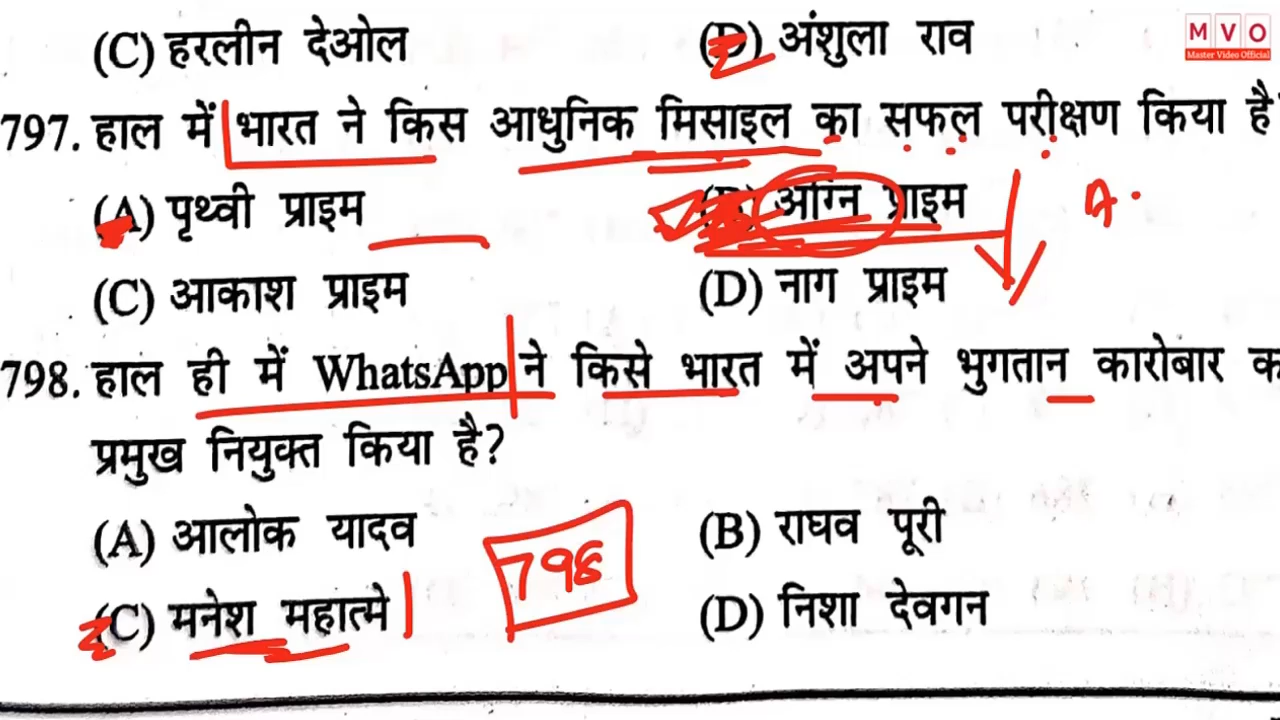 (C) हरलीन देओल (D) अंशुला राव
M V O
Master Video Official
797. हाल में भारत ने किस आधुनिक मिसाइल का सफल परीक्षण किया है?
(A) पृथ्वी प्राइम (B) अग्नि प्राइम
A.
(C) आकाश प्राइम (D) नाग प्राइम
798. हाल ही में WhatsApp ने किसे भारत में अपने भुगतान कारोबार क
प्रमुख नियुक्त किया है?
(A) आलोक यादव (B) राघव पूरी
798
(C) मनेश महात्मे (D) निशा देवगन